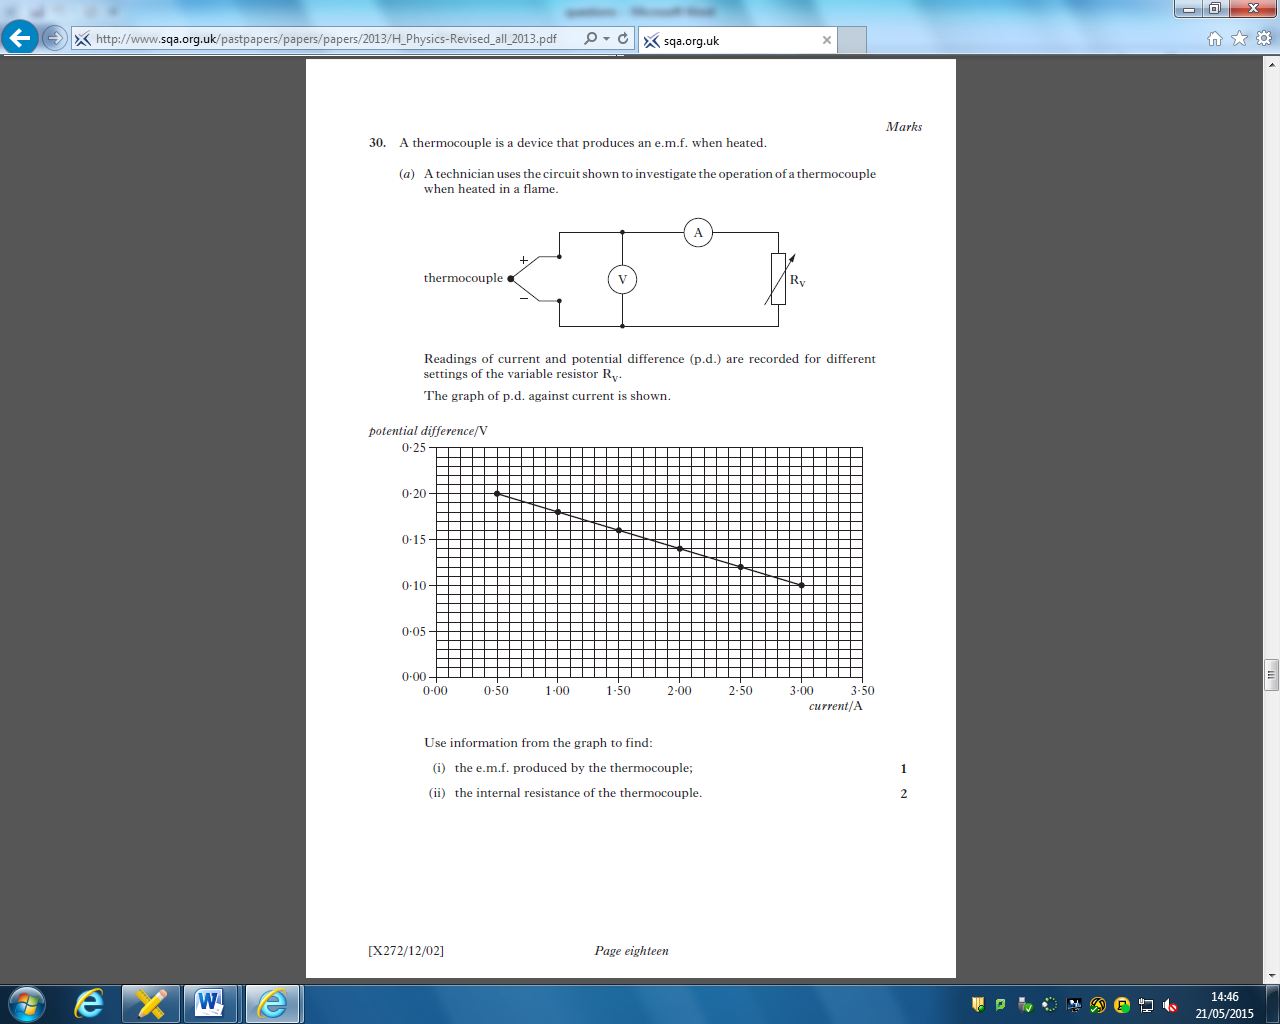 http://www.sqa.org.uk/pastpapers/papers/papers/2013/H_Physics-Revised_all_2013.pdf
sqa.org.uk
Marks
30. A thermocouple is a device that produces an e.m.f. when heated.
(a) A technician uses the circuit shown to investigate the operation of a thermocouple
when heated in a flame.
A
+
thermocouple
V
RV
−
Readings of current and potential difference (p.d.) are recorded for different
settings of the variable resistor RV.
The graph of p.d. against current is shown.
potential difference/V
0·25
0·20
0·15
0·10
0·05
0·00
0·00 0·50 1·00 1·50 2·00 2·50 3·00 3·50
current/A
Use information from the graph to find:
(i) the e.m.f. produced by the thermocouple; 1
(ii) the internal resistance of the thermocouple. 2
[X272/12/02] Page eighteen
14:46
21/05/2015